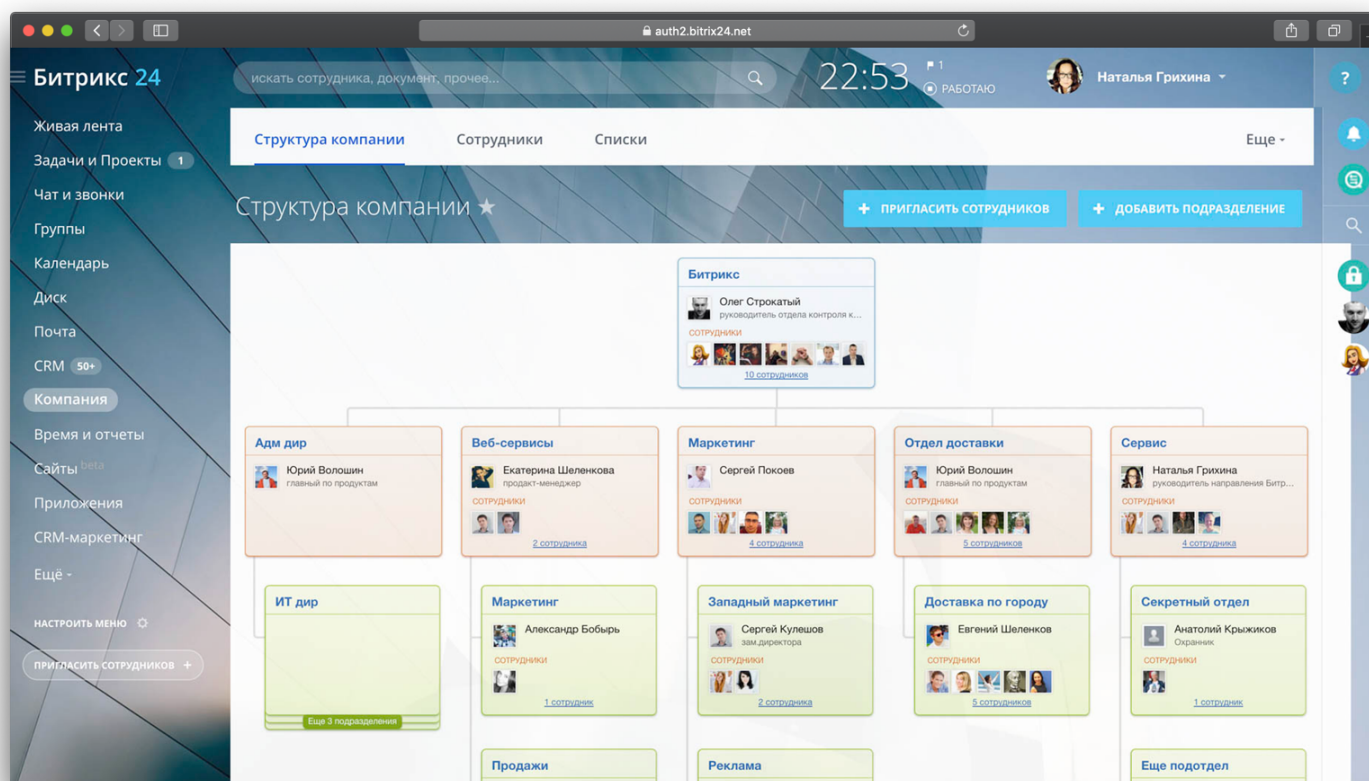 auth2.bitrix24.net
Битрикс 24
искать сотрудника, документ, прочее...
22:53
1
РАБОТАЮ
Наталья Грихина
?
Живая лента
Задачи и Проекты 1
Чат и звонки
Группы
Календарь
Диск
Почта
CRM 50+
Компания
Время и отчеты
Сайты beta
Приложения
CRM-маркетинг
Ещё
НАСТРОИТЬ МЕНЮ
ПРИГЛАСИТЬ СОТРУДНИКОВ +
Структура компании
Сотрудники
Списки
Еще
Структура компании
+ ПРИГЛАСИТЬ СОТРУДНИКОВ
+ ДОБАВИТЬ ПОДРАЗДЕЛЕНИЕ
Битрикс
Олег Строкатый
руководитель отдела контроля к...
СОТРУДНИКИ
10 сотрудников
Адм дир
Юрий Волошин
главный по продуктам
Веб-сервисы
Екатерина Шеленкова
продакт-менеджер
СОТРУДНИКИ
2 сотрудника
Маркетинг
Сергей Покоев
СОТРУДНИКИ
4 сотрудника
Отдел доставки
Юрий Волошин
главный по продуктам
СОТРУДНИКИ
5 сотрудников
Сервис
Наталья Грихина
руководитель направления Битр...
СОТРУДНИКИ
4 сотрудника
ИТ дир
Еще 3 подразделения
Маркетинг
Александр Бобырь
СОТРУДНИКИ
1 сотрудник
Западный маркетинг
Сергей Кулешов
зам.директора
СОТРУДНИКИ
2 сотрудника
Доставка по городу
Евгений Шеленков
СОТРУДНИКИ
5 сотрудников
Секретный отдел
Анатолий Крыжиков
Охранник
СОТРУДНИКИ
1 сотрудник
Продажи
Реклама
Еще подотдел